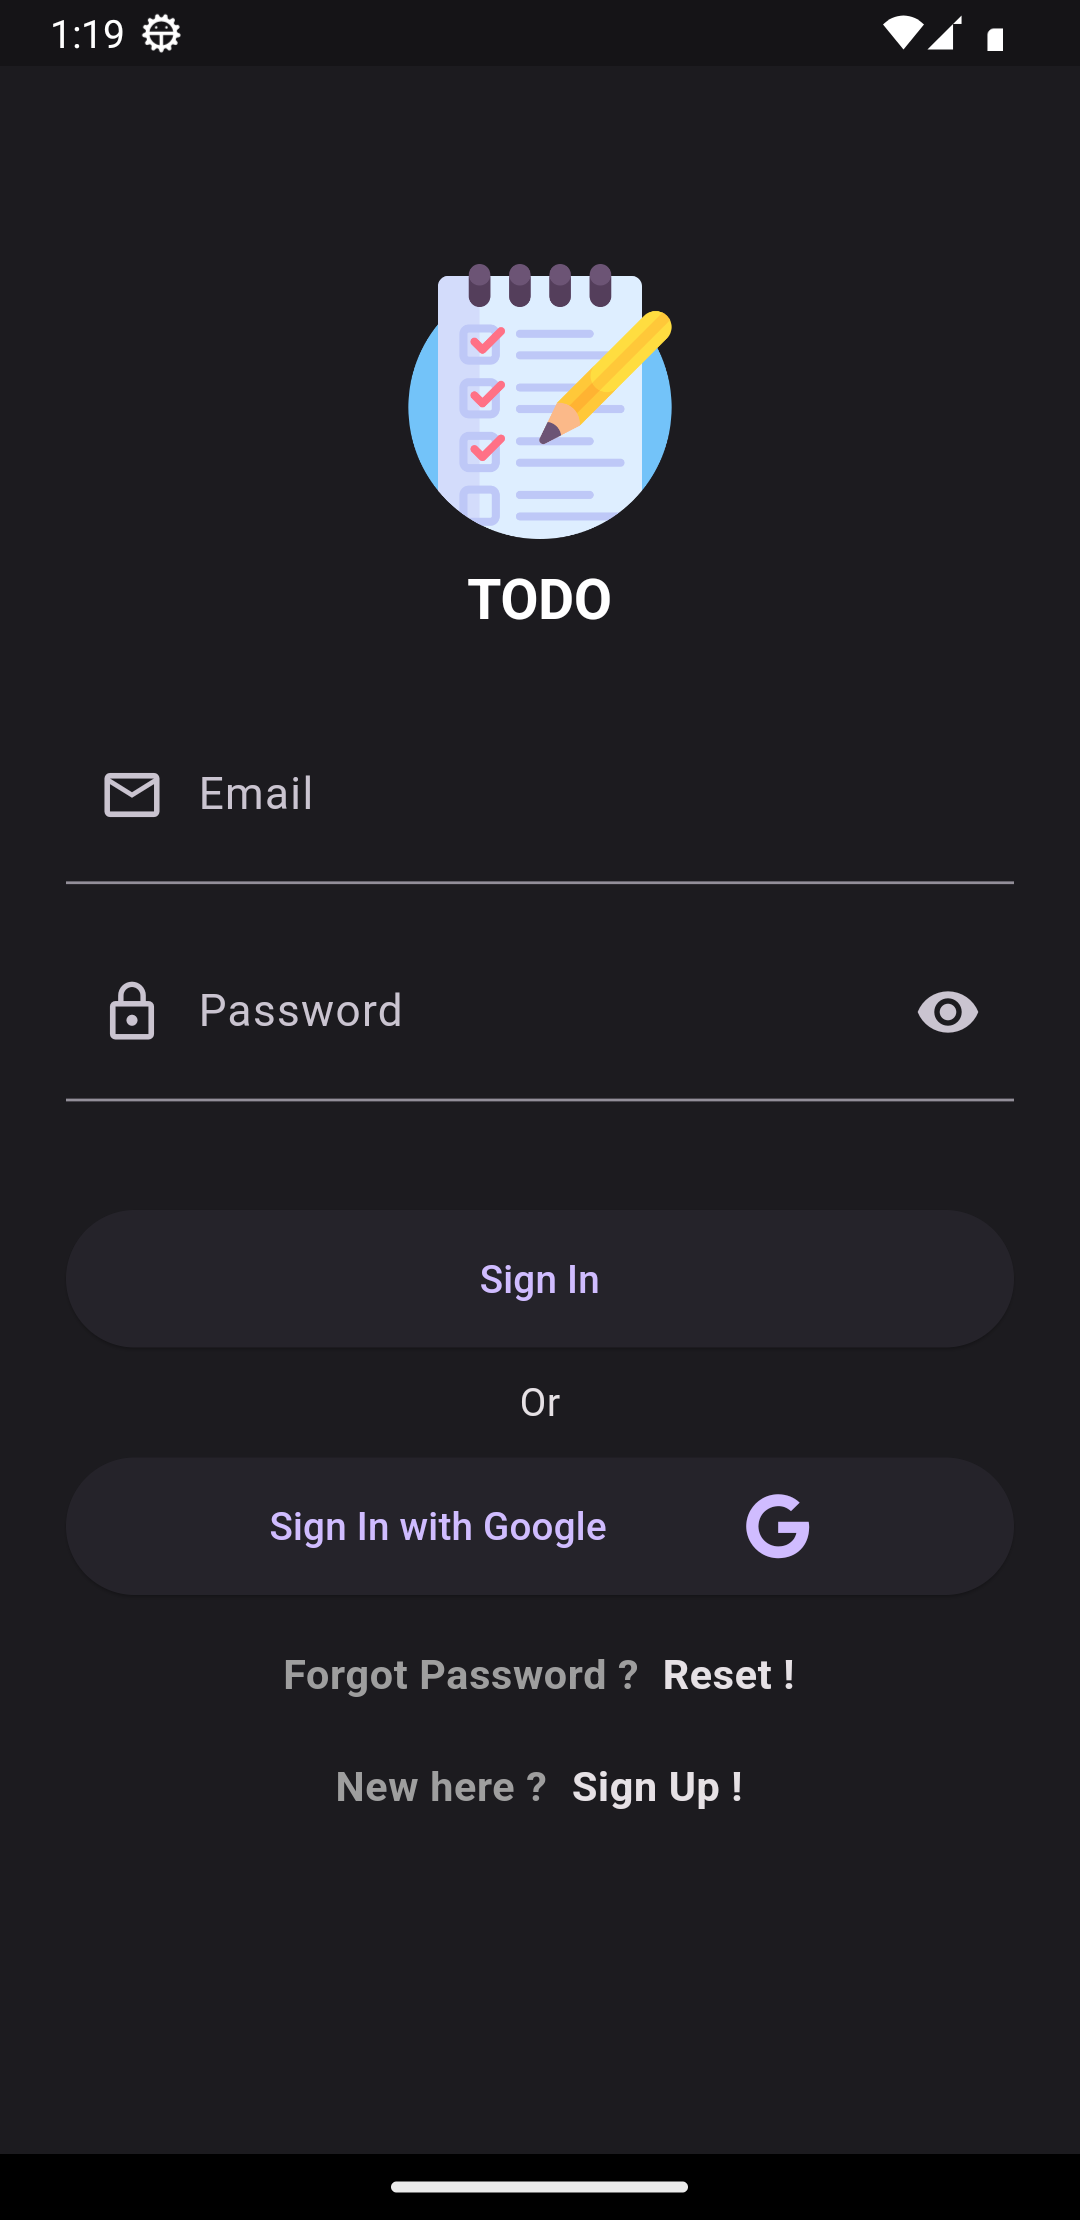 1:19
TODO
Email
Password
Sign In
Or
Sign In with Google
Forgot Password ? Reset !
New here ? Sign Up !